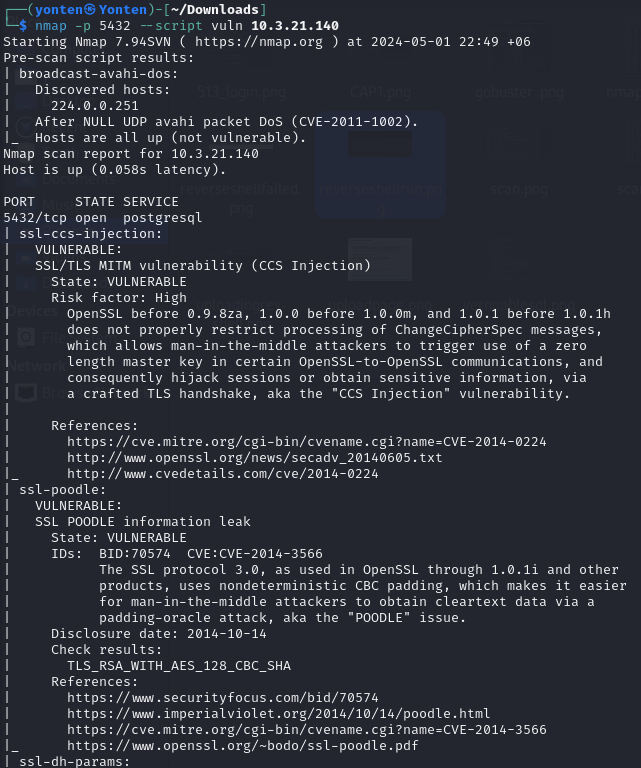 ┌──(yonten㉿Yonten)-[~/Downloads]
└─$ nmap -p 5432 --script vuln 10.3.21.140
Starting Nmap 7.94SVN ( https://nmap.org ) at 2024-05-01 22:49 +06
Pre-scan script results:
| broadcast-avahi-dos:
|   Discovered hosts:
|     224.0.0.251
|   After NULL UDP avahi packet DoS (CVE-2011-1002).
|_  Hosts are all up (not vulnerable).
Nmap scan report for 10.3.21.140
Host is up (0.058s latency).

PORT     STATE SERVICE
5432/tcp open  postgresql
| ssl-ccs-injection:
|   VULNERABLE:
|   SSL/TLS MITM vulnerability (CCS Injection)
|     State: VULNERABLE
|     Risk factor: High
|       OpenSSL before 0.9.8za, 1.0.0 before 1.0.0m, and 1.0.1 before 1.0.1h
|       does not properly restrict processing of ChangeCipherSpec messages,
|       which allows man-in-the-middle attackers to trigger use of a zero
|       length master key in certain OpenSSL-to-OpenSSL communications, and
|       consequently hijack sessions or obtain sensitive information, via
|       a crafted TLS handshake, aka the "CCS Injection" vulnerability.
|
|     References:
|       https://cve.mitre.org/cgi-bin/cvename.cgi?name=CVE-2014-0224
|       http://www.openssl.org/news/secadv_20140605.txt
|_      http://www.cvedetails.com/cve/2014-0224
| ssl-poodle:
|   VULNERABLE:
|   SSL POODLE information leak
|     State: VULNERABLE
|     IDs:  BID:70574  CVE:CVE-2014-3566
|           The SSL protocol 3.0, as used in OpenSSL through 1.0.1i and other
|           products, uses nondeterministic CBC padding, which makes it easier
|           for man-in-the-middle attackers to obtain cleartext data via a
|           padding-oracle attack, aka the "POODLE" issue.
|     Disclosure date: 2014-10-14
|     Check results:
|       TLS_RSA_WITH_AES_128_CBC_SHA
|     References:
|       https://www.securityfocus.com/bid/70574
|       https://www.imperialviolet.org/2014/10/14/poodle.html
|       https://cve.mitre.org/cgi-bin/cvename.cgi?name=CVE-2014-3566
|_      https://www.openssl.org/~bodo/ssl-poodle.pdf
| ssl-dh-params: